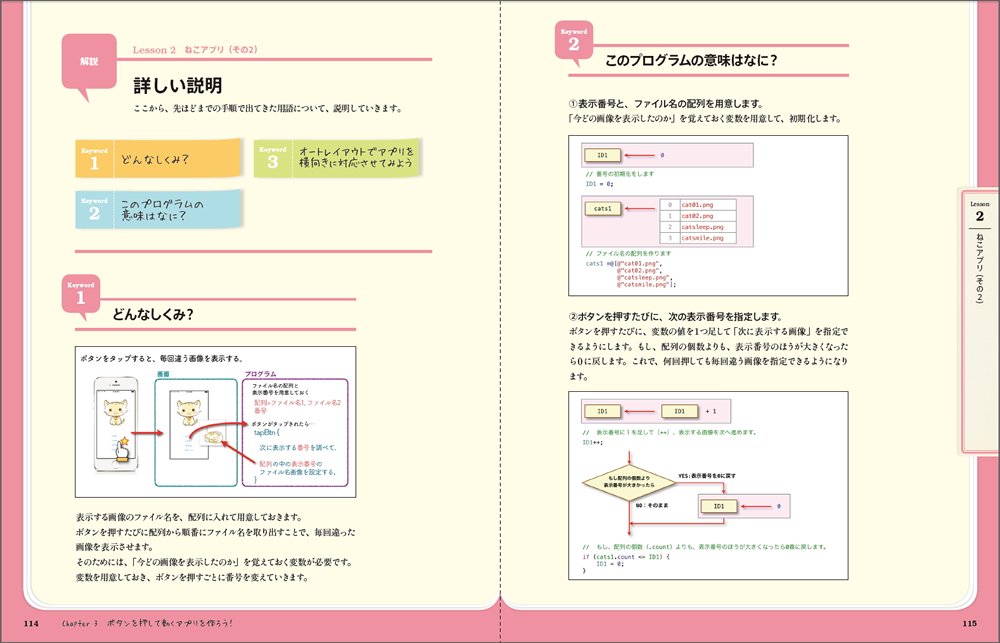 解説
Lesson 2 ねこアプリ（その2）
詳しい説明
ここから、先ほどまでの手順で出てきた用語について、説明していきます。
Keyword
1
どんなしくみ？
Keyword
2
このプログラムの
意味はなに？
Keyword
3
オートレイアウトでアプリを
横向きに対応させてみよう
Keyword
1
どんなしくみ？
ボタンをタップすると、毎回違う画像を表示する。
画面
プログラム
ファイル名の配列と
表示番号を用意しておく
配列=ファイル名1,ファイル名2
番号
ボタンがタップされたら…
tapBtn {
次に表示する番号を調べて、
配列の中の表示番号の
ファイル名画像を設定する。
}
表示する画像のファイル名を、配列に入れて用意しておきます。
ボタンを押すたびに配列から順番にファイル名を取り出すことで、毎回違った
画像を表示させます。
そのためには、「今どの画像を表示したのか」を覚えておく変数が必要です。
変数を用意しておき、ボタンを押すごとに番号を変えていきます。
114 Chapter 3 ボタンを押して動くアプリを作ろう！
Keyword
2
このプログラムの意味はなに？
①表示番号と、ファイル名の配列を用意します。
「今どの画像を表示したのか」を覚えておく変数を用意して、初期化します。
ID1 0
// 番号の初期化をします
ID1 = 0;
cats1
0 cat01.png
1 cat02.png
2 catsleep.png
3 catsmile.png
// ファイル名の配列を作ります
cats1 =@[@"cat01.png",
@"cat02.png",
@"catsleep.png",
@"catsmile.png"];
②ボタンを押すたびに、次の表示番号を指定します。
ボタンを押すたびに、変数の値を1つ足して「次に表示する画像」を指定で
きるようにします。もし、配列の個数よりも、表示番号のほうが大きくなった
ら0に戻します。これで、何回押しても毎回違う画像を指定できるようになり
ます。
ID1 ID1 + 1
// 表示番号に1を足して（++）、表示する画像を次へ進めます。
ID1++;
もし配列の個数より
表示番号が大きかったら
YES：表示番号を0に戻す
NO：そのまま
ID1 0
// もし、配列の個数（.count）よりも、表示番号のほうが大きくなったら0番に戻します。
if (cats1.count <= ID1) {
ID1 = 0;
}
Lesson
2
ねこアプリ（その2）
115